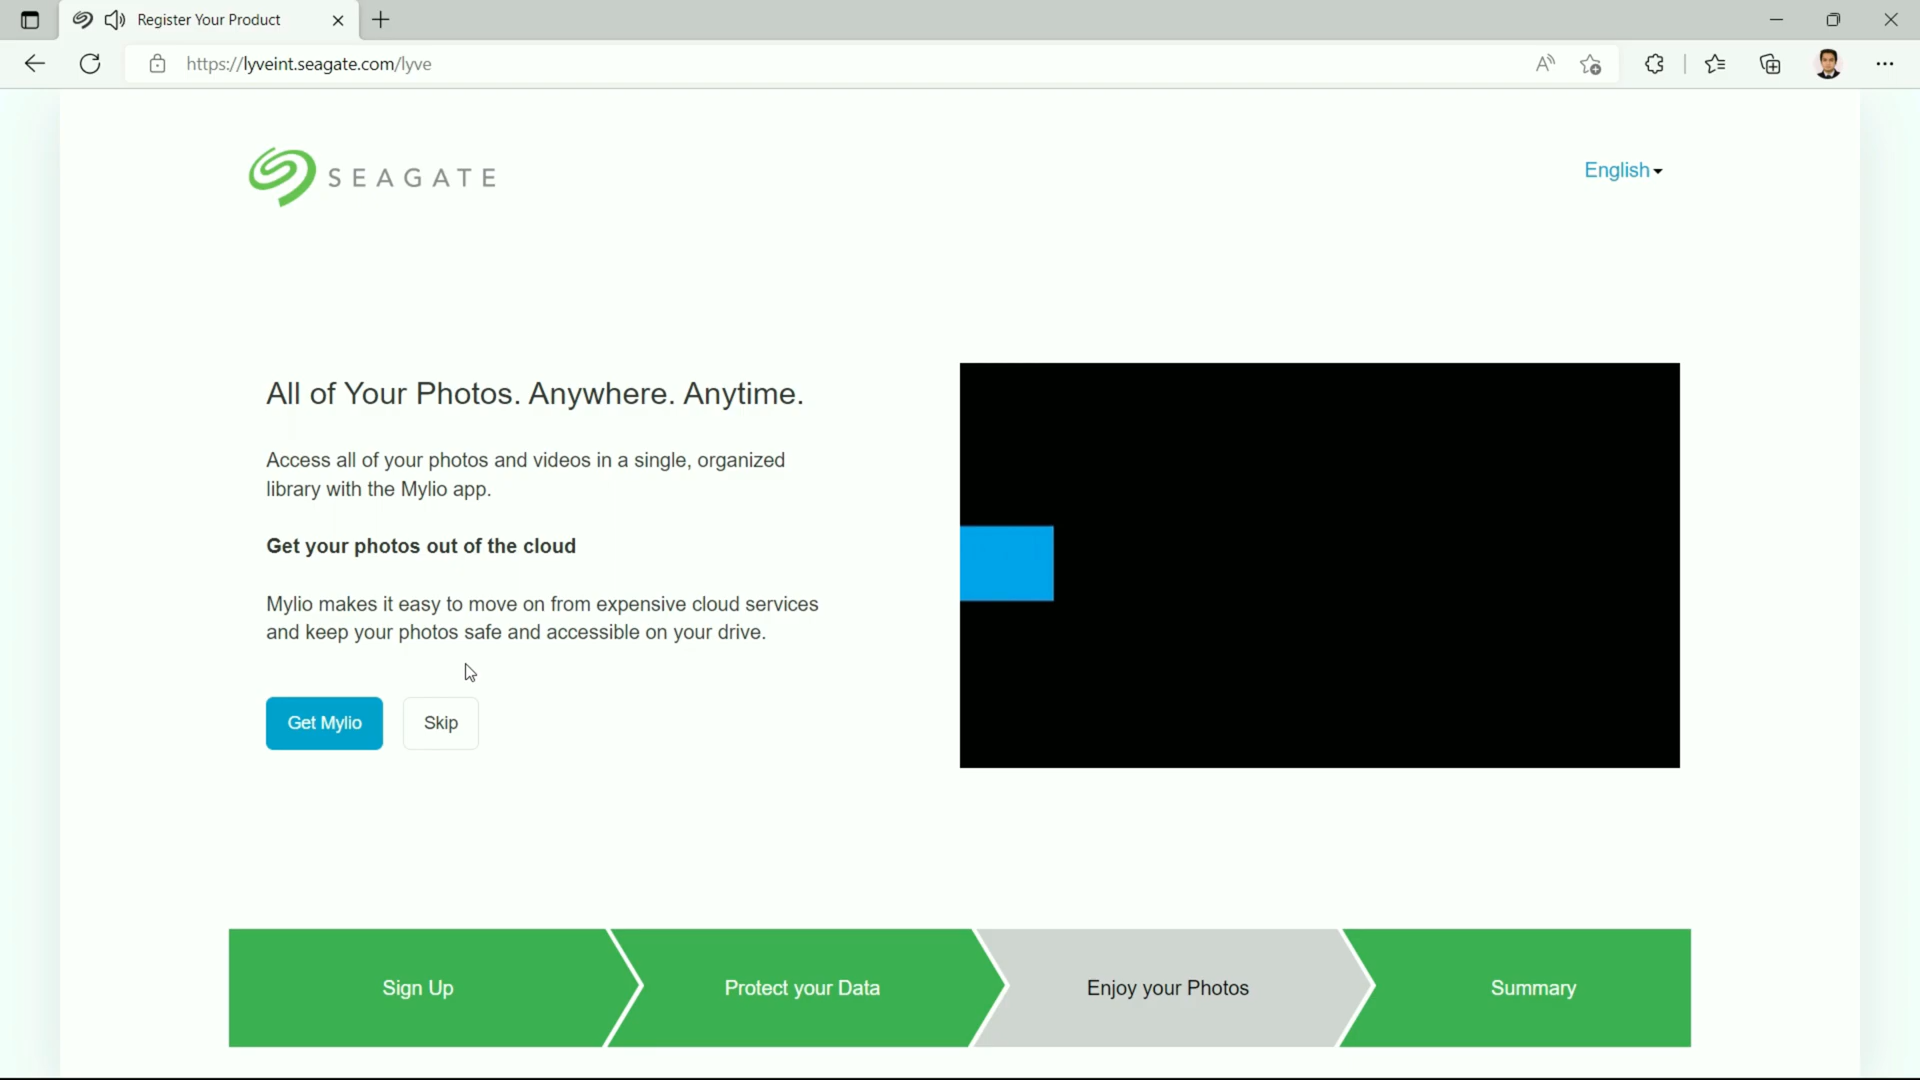 Register Your Product
https://lyveint.seagate.com/lyve
SEAGATE
English
All of Your Photos. Anywhere. Anytime.
Access all of your photos and videos in a single, organized
library with the Mylio app.
Get your photos out of the cloud
Mylio makes it easy to move on from expensive cloud services
and keep your photos safe and accessible on your drive.
Get Mylio
Skip
Sign Up
Protect your Data
Enjoy your Photos
Summary